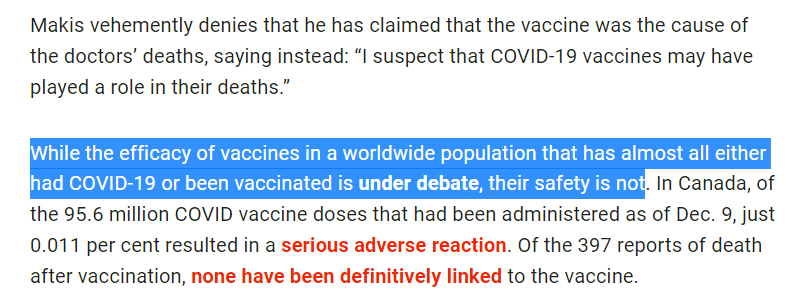 Makis vehemently denies that he has claimed that the vaccine was the cause of
the doctors’ deaths, saying instead: “I suspect that COVID-19 vaccines may have
played a role in their deaths.”
While the efficacy of vaccines in a worldwide population that has almost all either
had COVID-19 or been vaccinated is under debate, their safety is not. In Canada, of
the 95.6 million COVID vaccine doses that had been administered as of Dec. 9, just
0.011 per cent resulted in a serious adverse reaction. Of the 397 reports of death
after vaccination, none have been definitively linked to the vaccine.